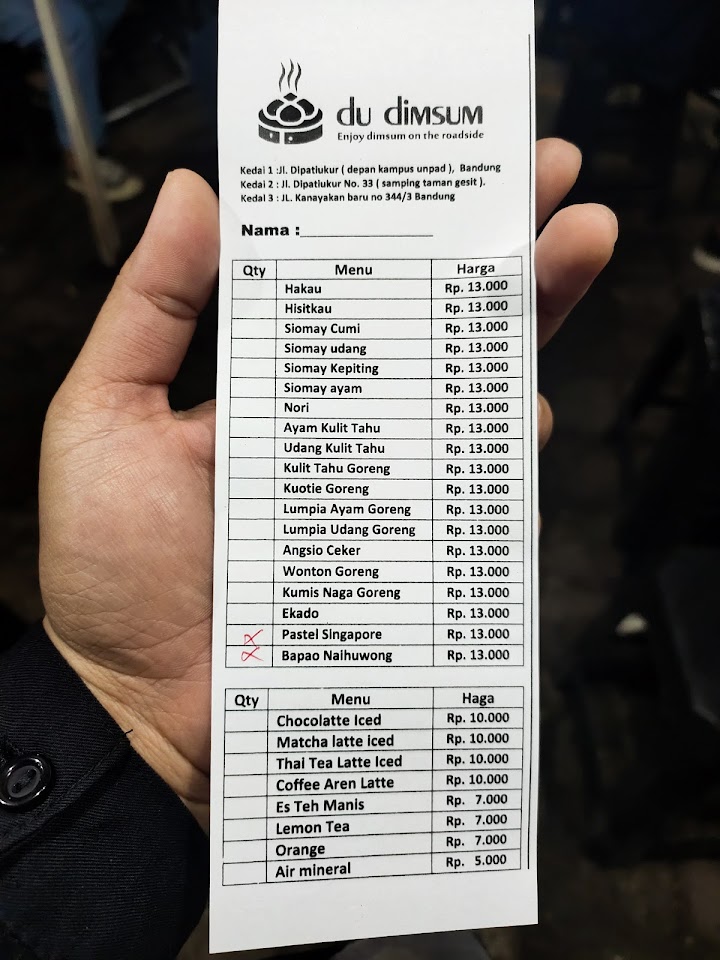 du dimsum
Enjoy dimsum on the roadside
Kedai 1 :Jl. Dipatiukur ( depan kampus unpad ), Bandung
Kedai 2 : Jl. Dipatiukur No. 33 ( samping taman gesit ).
Kedai 3 : JL. Kanayakan baru no 344/3 Bandung
Nama :
Qty Menu Harga
Hakau Rp. 13.000
Hisitkau Rp. 13.000
Siomay Cumi Rp. 13.000
Siomay udang Rp. 13.000
Siomay Kepiting Rp. 13.000
Siomay ayam Rp. 13.000
Nori Rp. 13.000
Ayam Kulit Tahu Rp. 13.000
Udang Kulit Tahu Rp. 13.000
Kulit Tahu Goreng Rp. 13.000
Kuotie Goreng Rp. 13.000
Lumpia Ayam Goreng Rp. 13.000
Lumpia Udang Goreng Rp. 13.000
Angsio Ceker Rp. 13.000
Wonton Goreng Rp. 13.000
Kumis Naga Goreng Rp. 13.000
Ekado Rp. 13.000
Pastel Singapore Rp. 13.000
Bapao Naihuwong Rp. 13.000
Qty Menu Haga
Chocolatte Iced Rp. 10.000
Matcha latte iced Rp. 10.000
Thai Tea Latte Iced Rp. 10.000
Coffee Aren Latte Rp. 10.000
Es Teh Manis Rp. 7.000
Lemon Tea Rp. 7.000
Orange Rp. 7.000
Air mineral Rp. 5.000